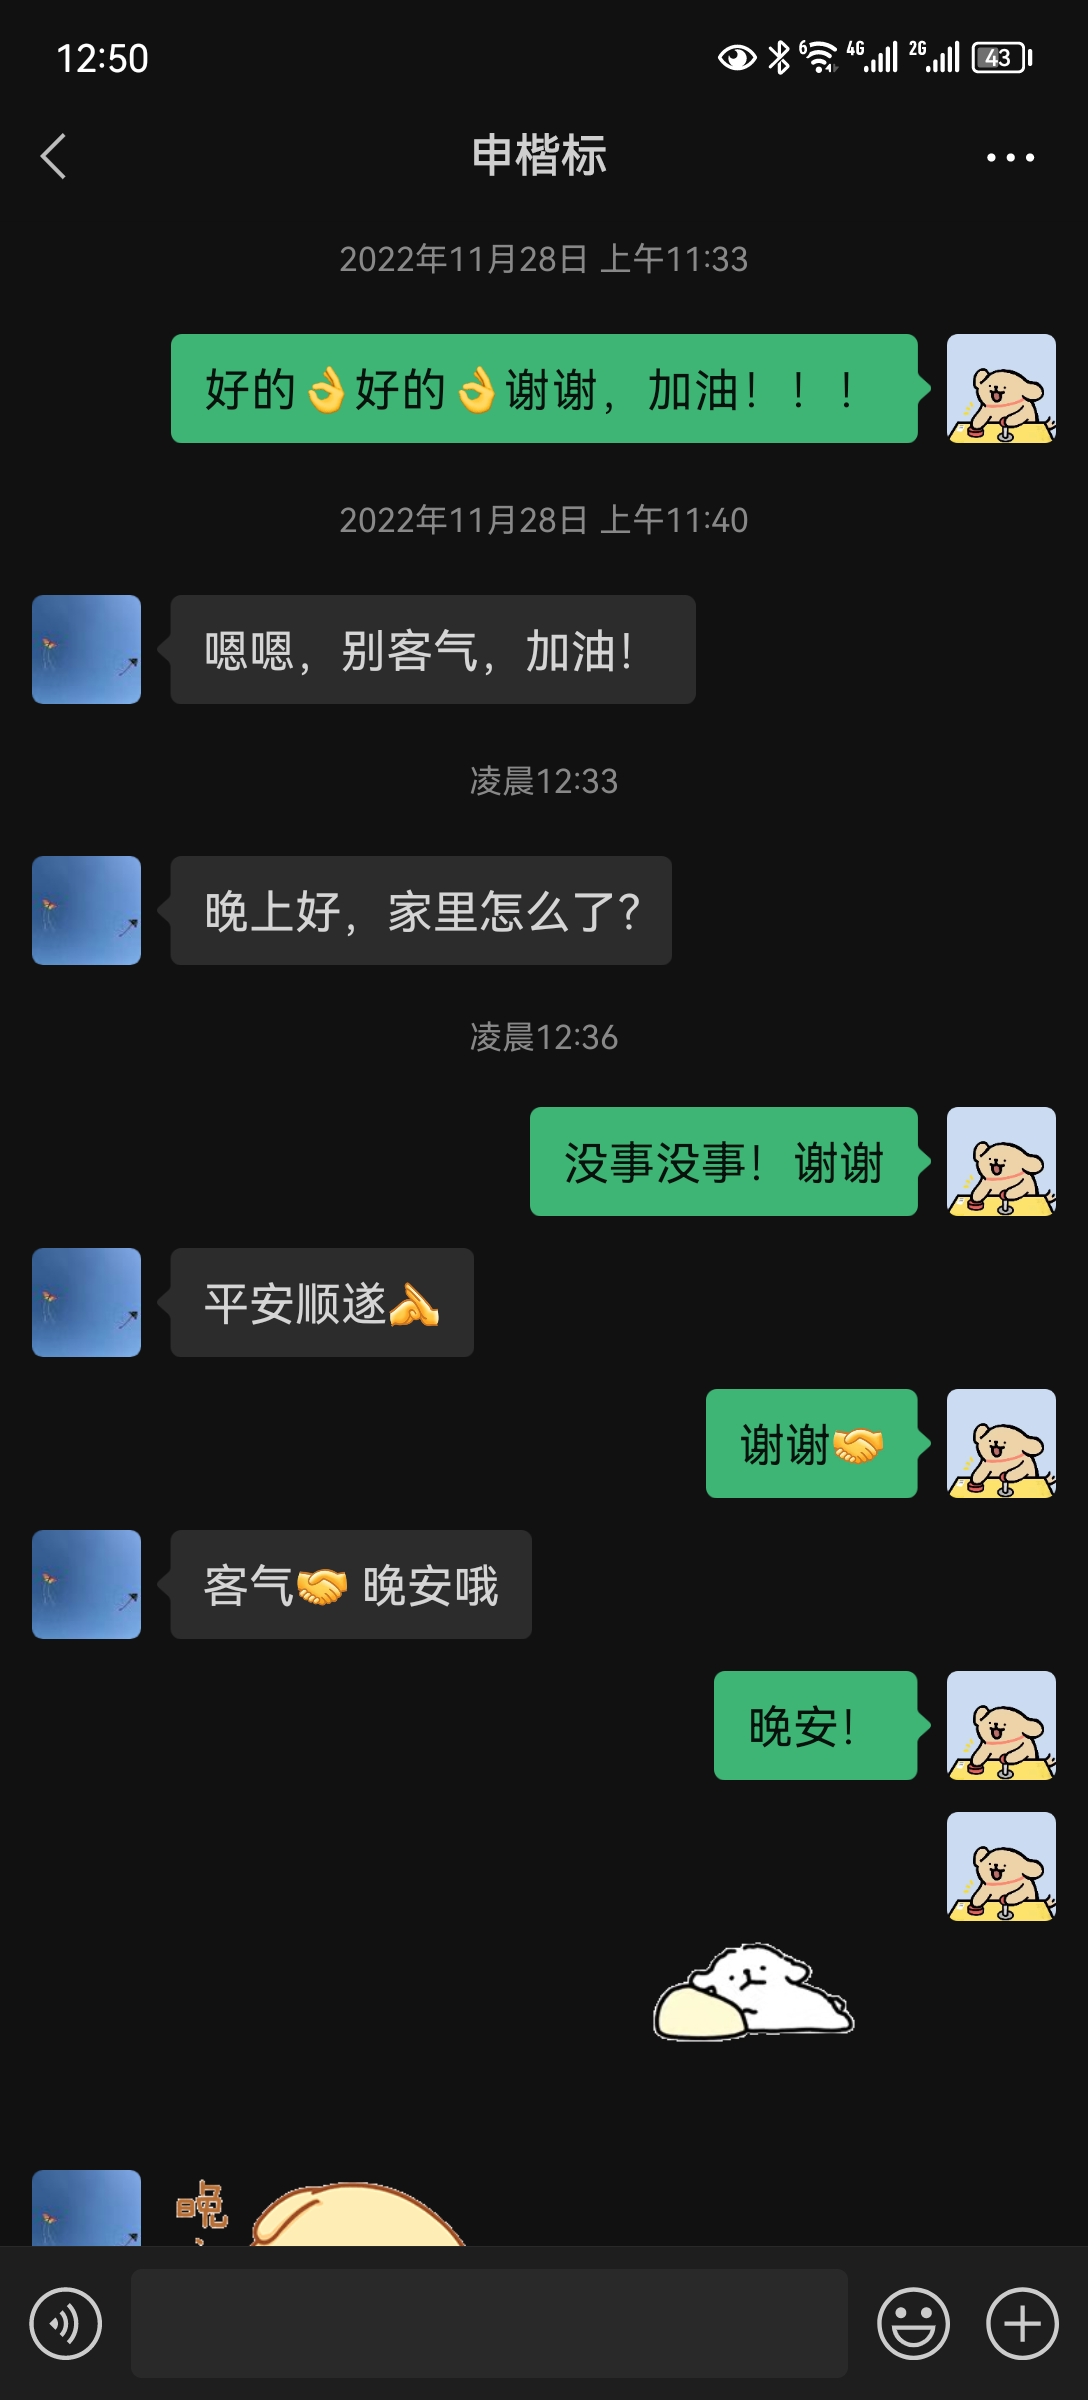 12:50
6 4G 2G 43
申楷标
2022年11月28日 上午11:33
好的👌好的👌谢谢，加油！！！
2022年11月28日 上午11:40
嗯嗯，别客气，加油！
凌晨12:33
晚上好，家里怎么了？
凌晨12:36
没事没事！谢谢
平安顺遂
谢谢🤝
客气🤝 晚安哦
晚安！
晚